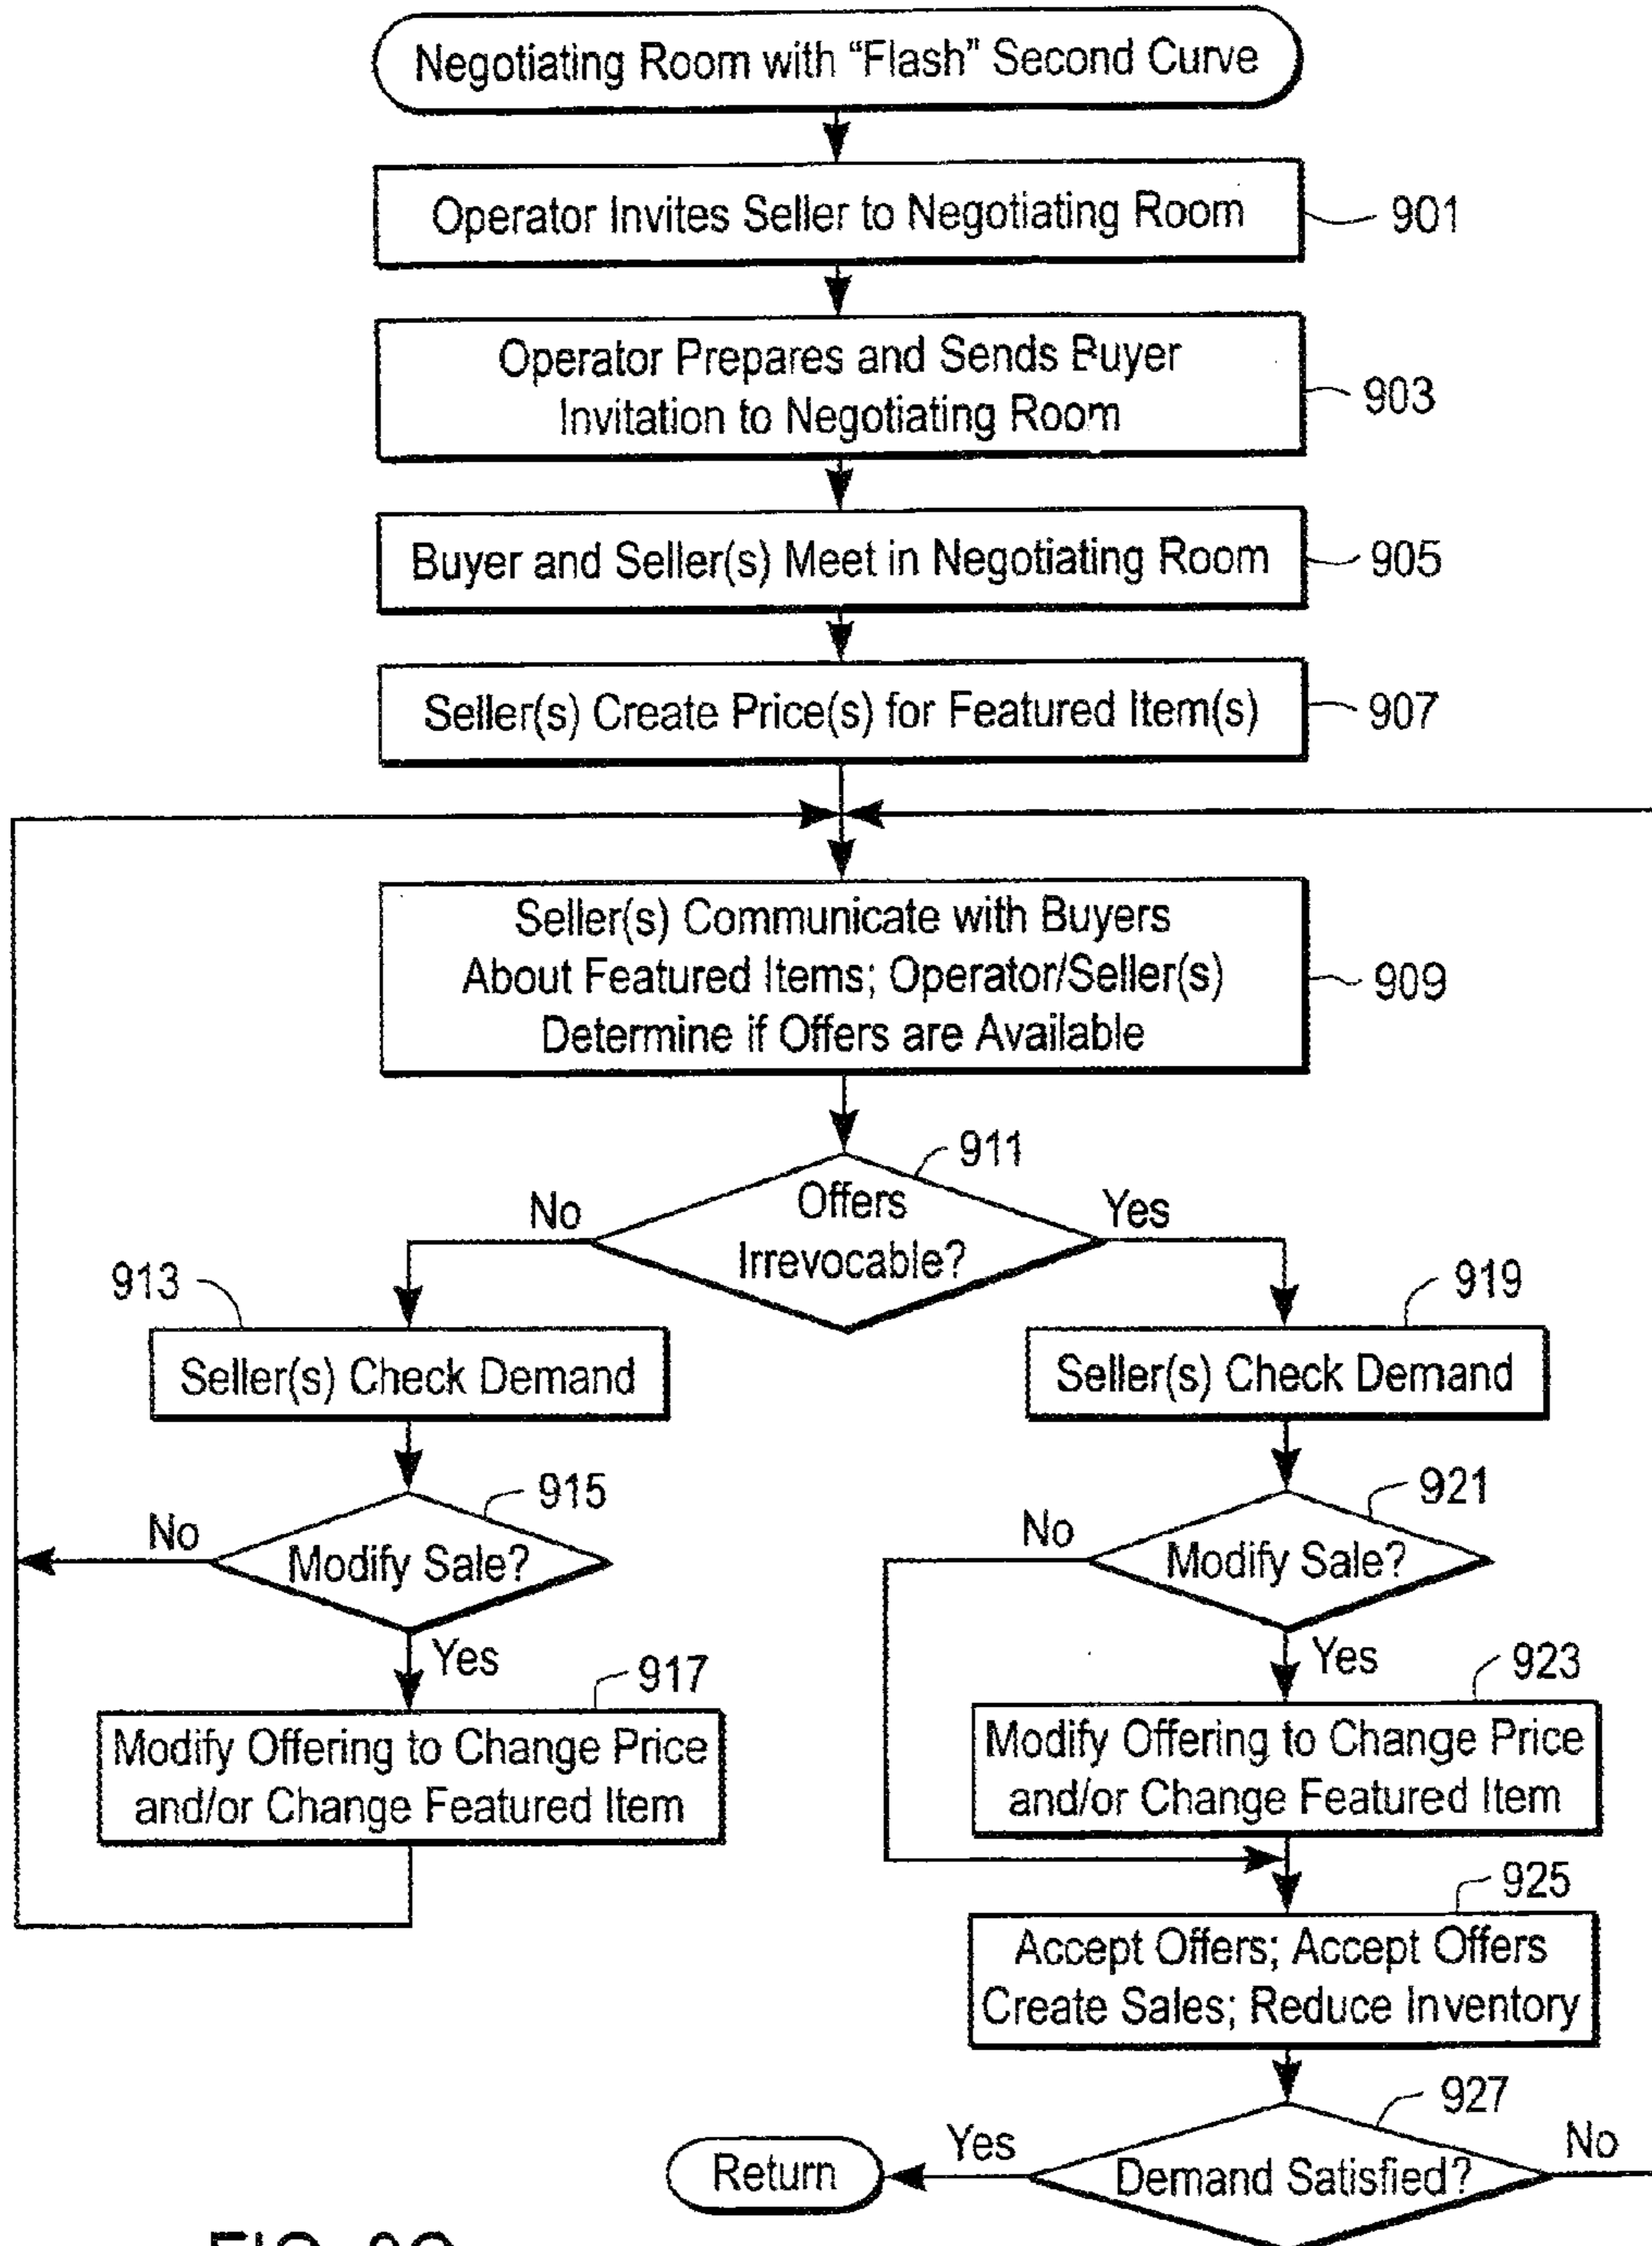 Negotiating Room with "Flash" Second Curve
Operator Invites Seller to Negotiating Room
901
Operator Prepares and Sends Buyer
Invitation to Negotiating Room
903
Buyer and Seller(s) Meet in Negotiating Room
905
Seller(s) Create Price(s) for Featured Item(s)
907
Seller(s) Communicate with Buyers
About Featured Items; Operator/Seller(s)
Determine if Offers are Available
909
911
No
Offers
Irrevocable?
Yes
913
Seller(s) Check Demand
919
Seller(s) Check Demand
915
No
Modify Sale?
Yes
921
No
Modify Sale?
Yes
917
Modify Offering to Change Price
and/or Change Featured Item
923
Modify Offering to Change Price
and/or Change Featured Item
925
Accept Offers; Accept Offers
Create Sales; Reduce Inventory
927
Return
Yes
Demand Satisfied?
No